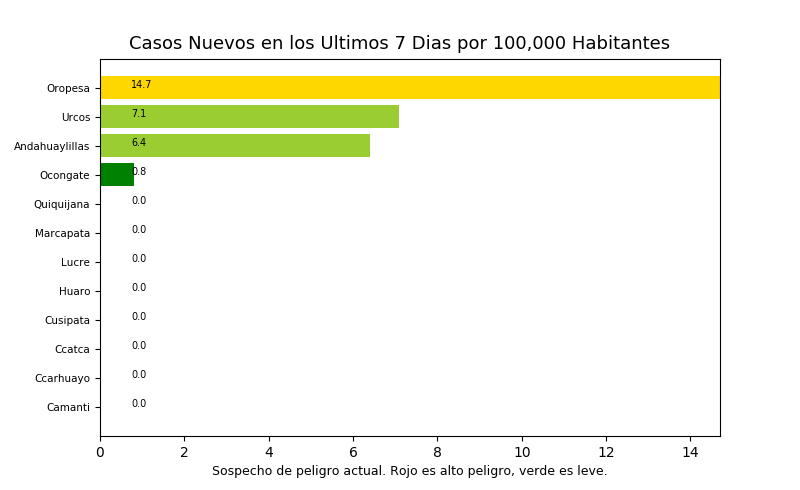 Casos Nuevos en los Ultimos 7 Dias por 100,000 Habitantes
Oropesa 14.7
Urcos 7.1
Andahuaylillas 6.4
Ocongate 0.8
Quiquijana 0.0
Marcapata 0.0
Lucre 0.0
Huaro 0.0
Cusipata 0.0
Ccatca 0.0
Ccarhuayo 0.0
Camanti 0.0
0 2 4 6 8 10 12 14
Sospecho de peligro actual. Rojo es alto peligro, verde es leve.